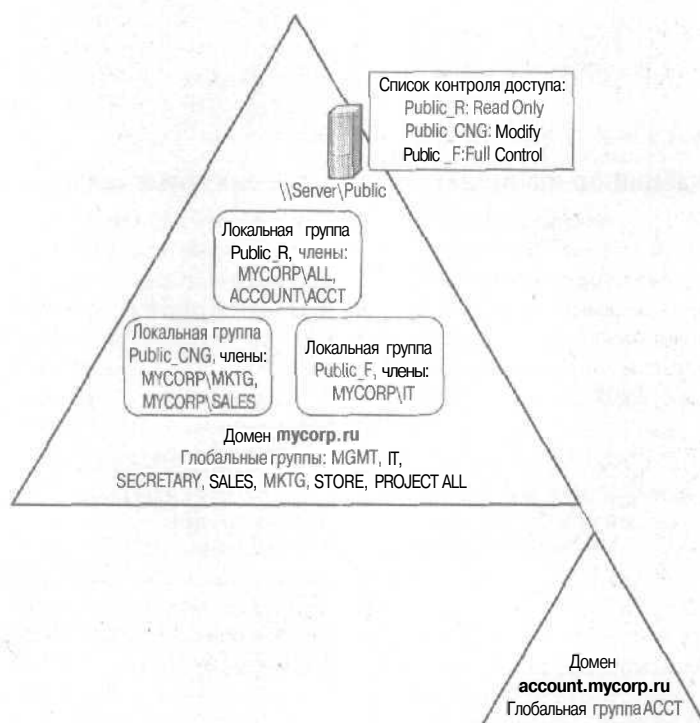 Список контроля доступа:
Public_R: Read Only
Public_CNG: Modify
Public _F:Full Control
\\Server\Public
Локальная группа
Public_R, члены:
MYCORP\ALL,
ACCOUNT\ACCT
Локальная группа
Public_CNG, члены:
MYCORP\MKTG,
MYCORP\SALES
Локальная группа
Public_F, члены:
MYCORP\IT
Домен mycorp.ru
Глобальные группы: MGMT, IT,
SECRETARY, SALES, MKTG, STORE, PROJECT ALL
Домен
account.mycorp.ru
Глобальная группа ACCT